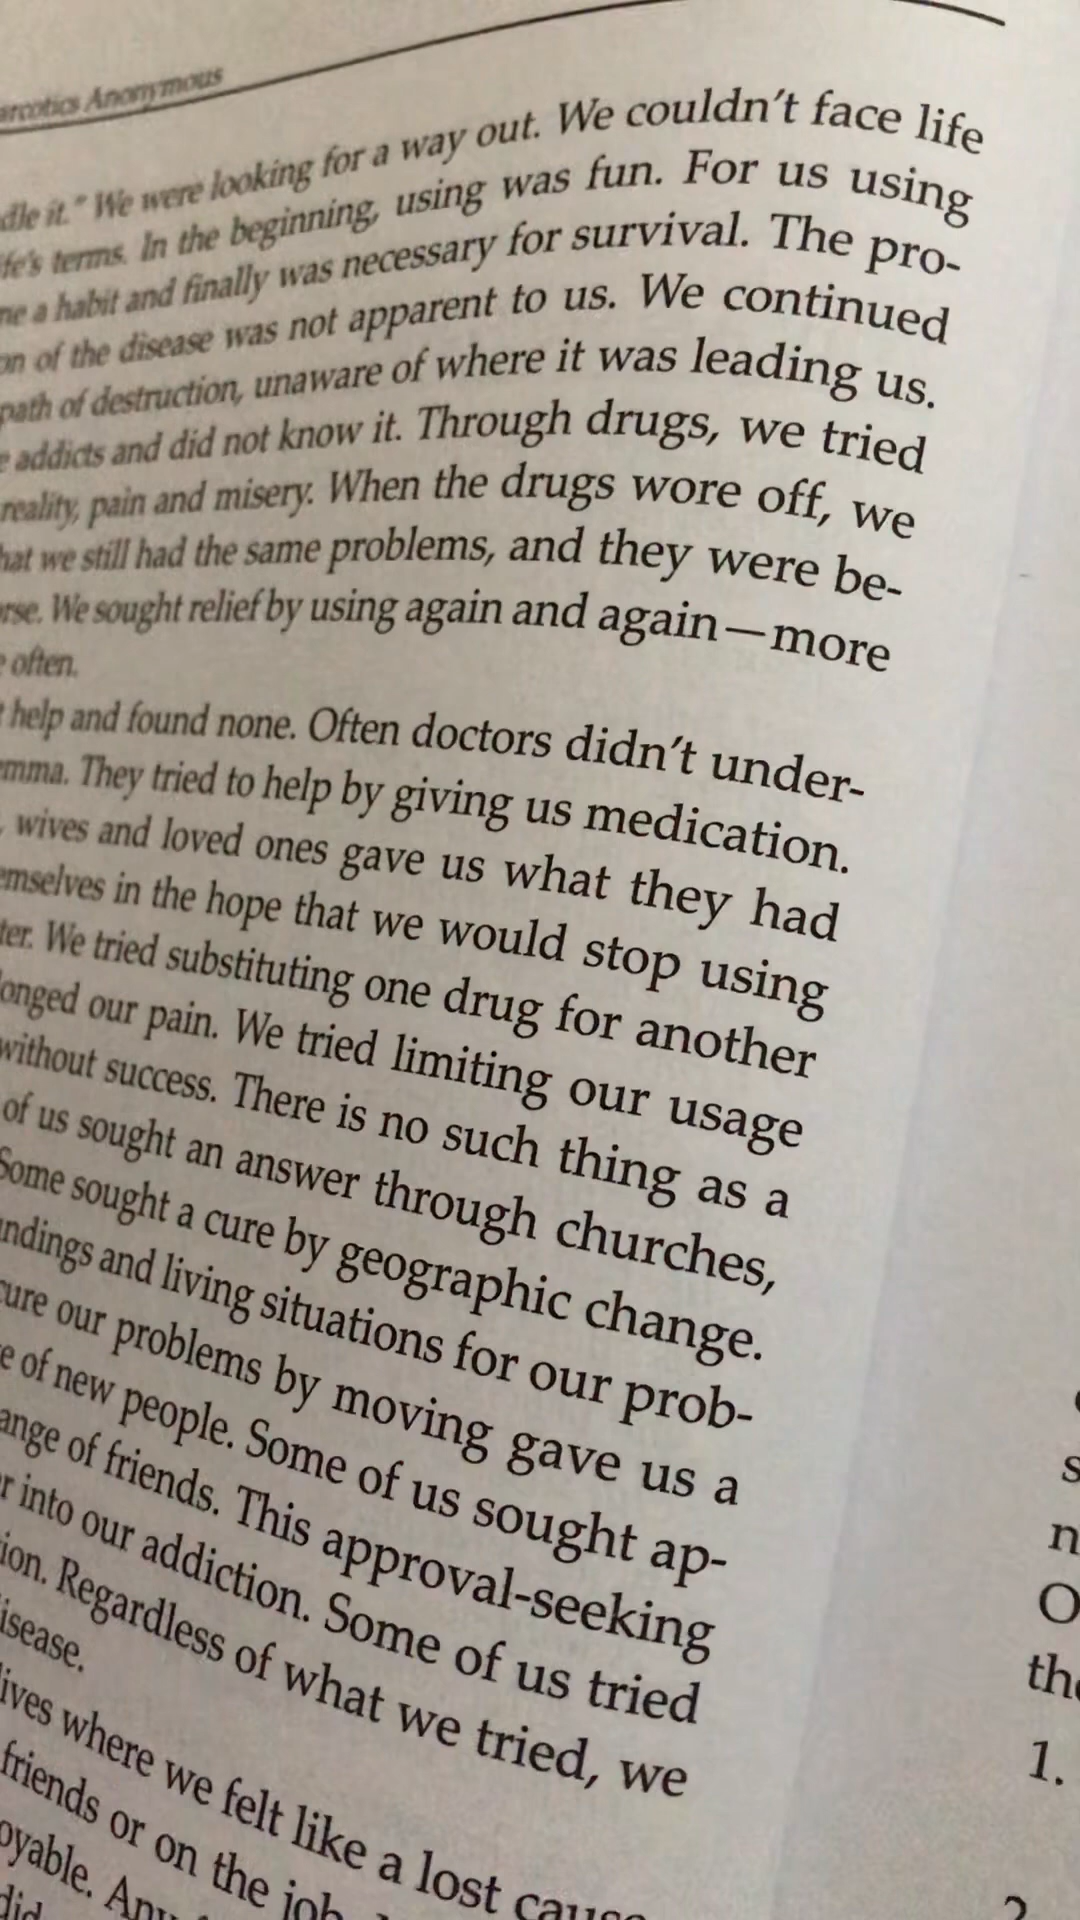 arcotics Anonymous
dle it." We were looking for a way out. We couldn't face life
ife's terms. In the beginning, using was fun. For us using
me a habit and finally was necessary for survival. The pro-
on of the disease was not apparent to us. We continued
path of destruction, unaware of where it was leading us.
e addicts and did not know it. Through drugs, we tried
reality, pain and misery. When the drugs wore off, we
hat we still had the same problems, and they were be-
rse. We sought relief by using again and again—more
e often.
t help and found none. Often doctors didn't under-
emma. They tried to help by giving us medication.
, wives and loved ones gave us what they had
emselves in the hope that we would stop using
ter. We tried substituting one drug for another
longed our pain. We tried limiting our usage
without success. There is no such thing as a
of us sought an answer through churches,
Some sought a cure by geographic change.
undings and living situations for our prob-
cure our problems by moving gave us a
e of new people. Some of us sought ap-
ange of friends. This approval-seeking
r into our addiction. Some of us tried
ion. Regardless of what we tried, we
isease.
lives where we felt like a lost cause
friends or on the job
oyable. Any
did
s
n
O
the
1.
2